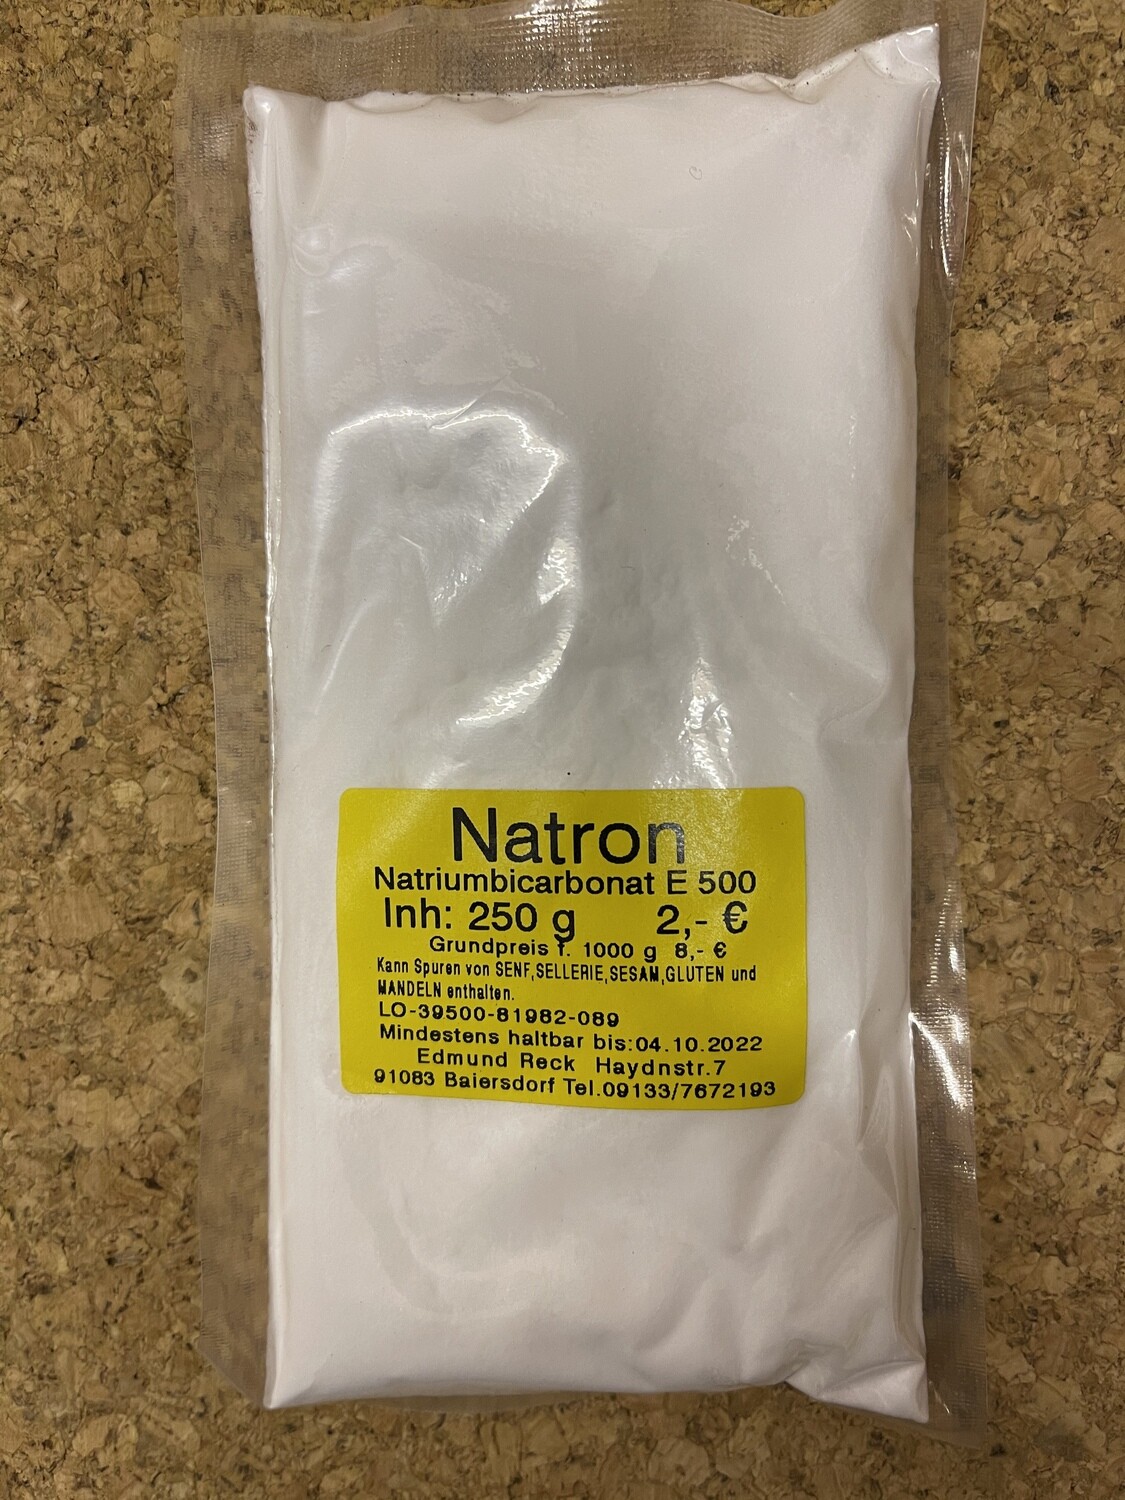 Natron
Natriumbicarbonat E 500
Inh: 250 g 2,- €
Grundpreis f. 1000 g 8,- €
Kann Spuren von SENF,SELLERIE,SESAM,GLUTEN und
MANDELN enthalten.
LO-39500-81982-089
Mindestens haltbar bis:04.10.2022
Edmund Reck Haydnstr.7
91083 Baiersdorf Tel.09133/7672193